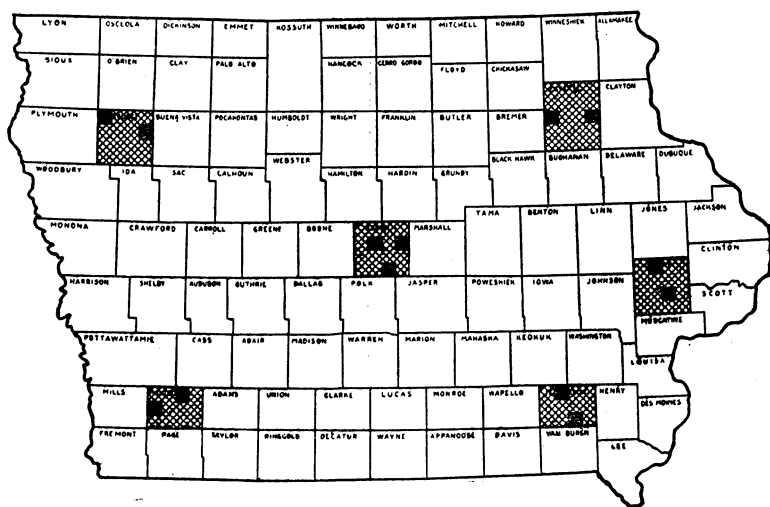 LYON OSCLOLA DICKINSON EMMET KOSSUTH WINNEBAGO WORTH MITCHELL HOWARD WINNESHIEK ALLAMAKEE
SIOUX O'BRIEN CLAY PALO ALTO HANCOCK CERRO GORDO FLOYD CHICKASAW
PLYMOUTH BUENA VISTA POCAHONTAS HUMBOLDT WRIGHT FRANKLIN BUTLER BREMER CLAYTON
WOODBURY IDA SAC CALHOUN WEBSTER HAMILTON HARDIN GRUNDY BLACK HAWK BUCHANAN DELAWARE DUBUQUE
MONONA CRAWFORD CARROLL GREENE BOONE MARSHALL TAMA BENTON LINN JONES JACKSON
CLINTON
HARRISON SHELBY AUDUBON GUTHRIE DALLAS POLK JASPER POWESHIEK IOWA JOHNSON SCOTT
MUSCATINE
POTTAWATTAMIE CASS ADAIR MADISON WARREN MARION MAHASKA KEOKUK WASHINGTON
LOUISA
MILLS ADAMS UNION CLARKE LUCAS MONROE WAPELLO HENRY
DES MOINES
FREMONT PAGE TAYLOR RINGGOLD DECATUR WAYNE APPANOOSE DAVIS VAN BUREN
LEE